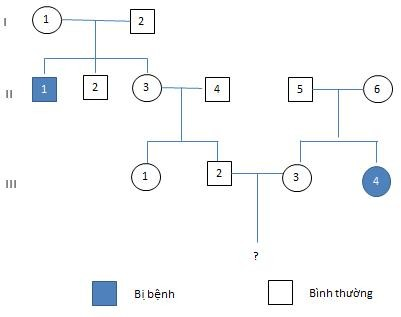 I
1 2
1 2 3 4 5 6
II
1 2 3 4
III
?
Bị bệnh Bình thường